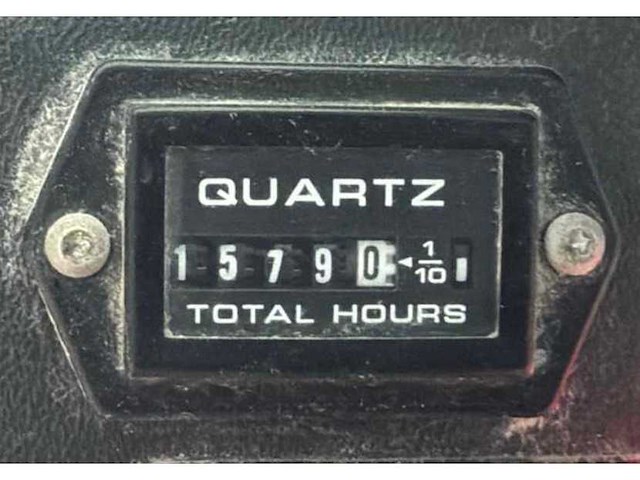 QUARTZ
15790 ◄ 1/10
TOTAL HOURS